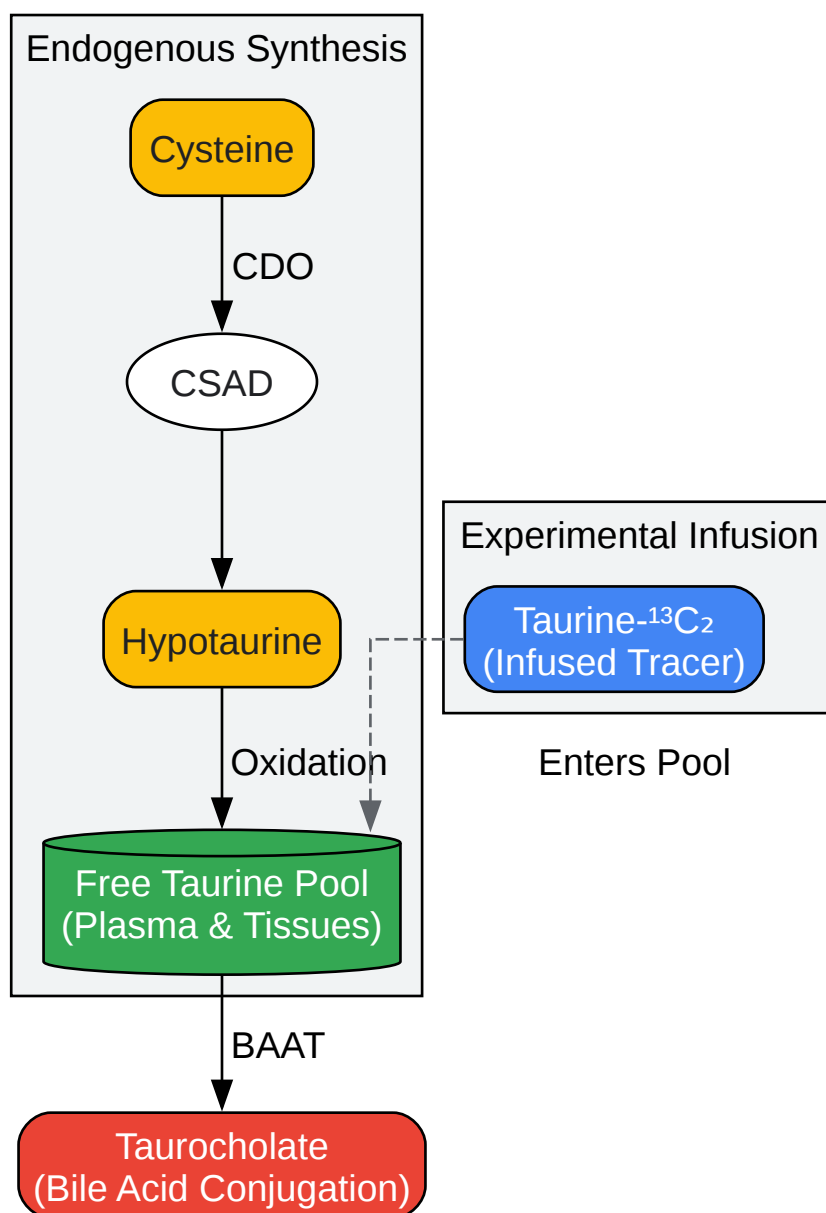 Endogenous Synthesis
Cysteine
CDO
CSAD
Hypotaurine
Experimental Infusion
Taurine-¹³C₂
(Infused Tracer)
Oxidation
Enters Pool
Free Taurine Pool
(Plasma & Tissues)
BAAT
Taurocholate
(Bile Acid Conjugation)